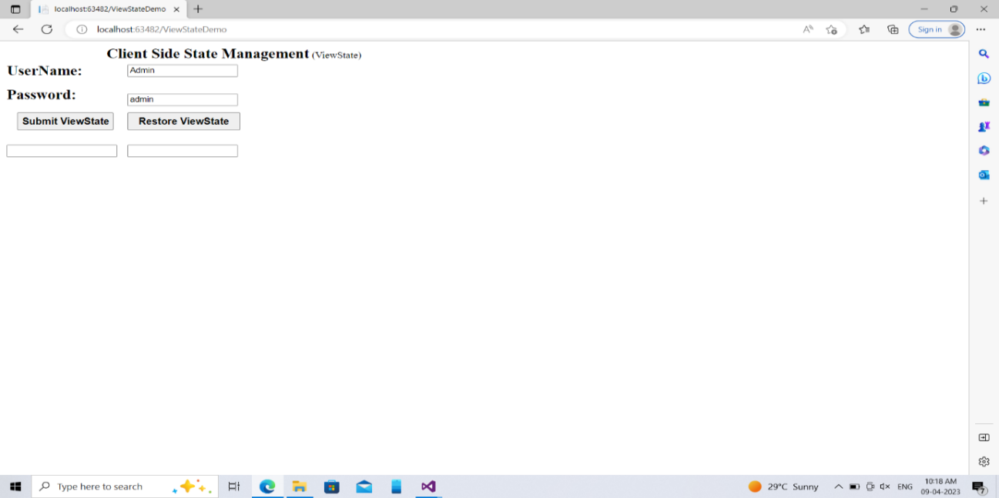 localhost:63482/ViewStateDemo
localhost:63482/ViewStateDemo
Sign in
Client Side State Management (ViewState)
UserName: Admin
Password: admin
Submit ViewState Restore ViewState
Type here to search
29°C Sunny
ENG
10:18 AM
09-04-2023
7